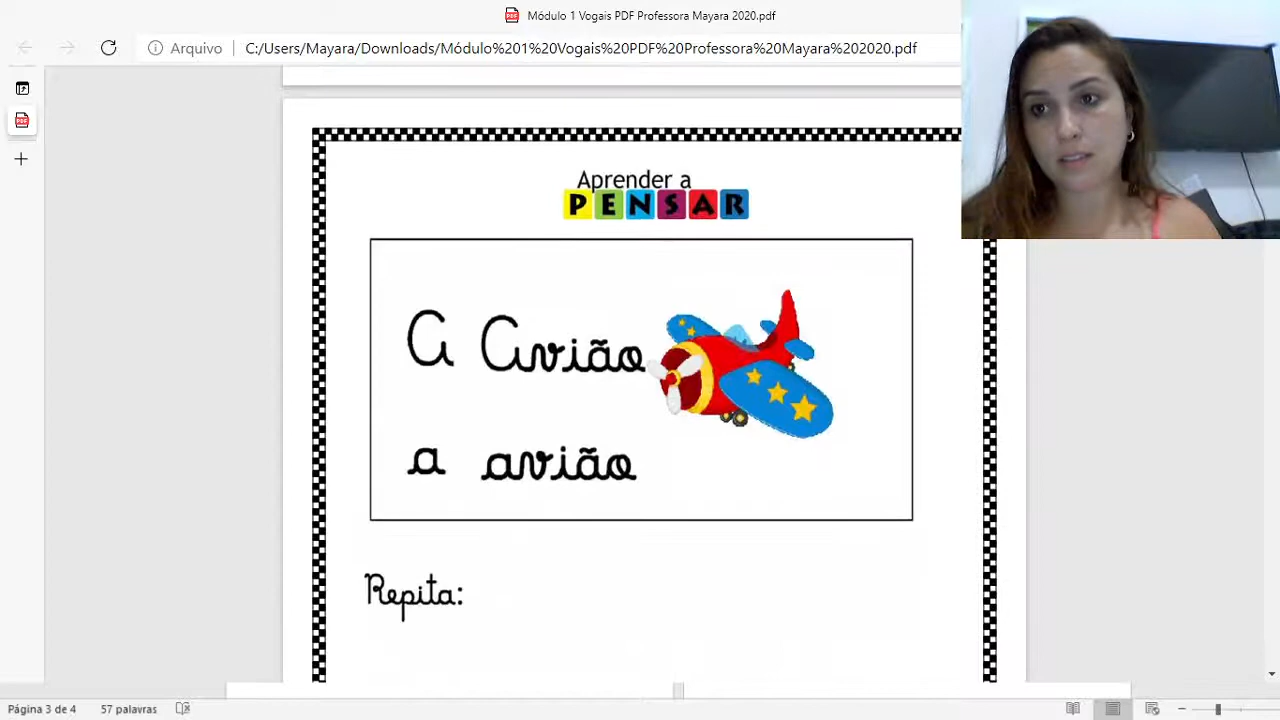 Módulo 1 Vogais PDF Professora Mayara 2020.pdf
Arquivo C:/Users/Mayara/Downloads/Módulo%201%20Vogais%20PDF%20Professora%20Mayara%202020.pdf
Aprender a
PENSAR
A Avião
a avião
Repita:
Página 3 de 4 57 palavras